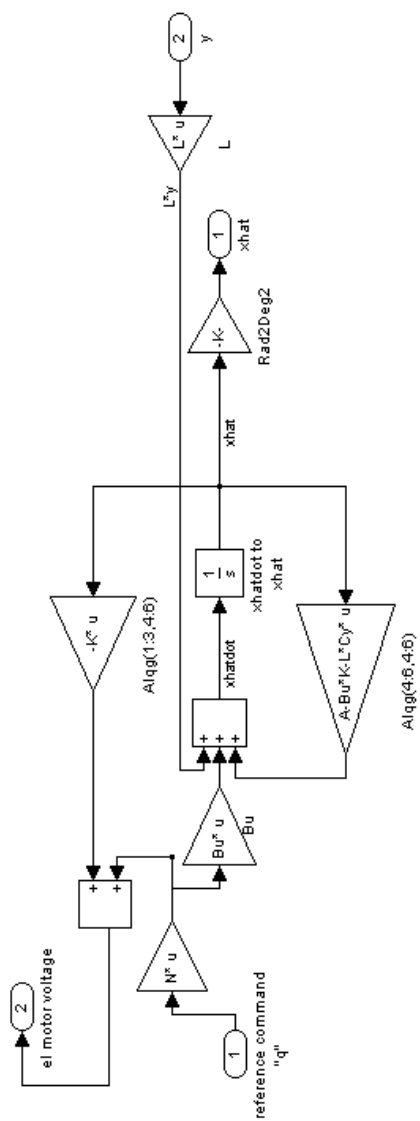 2
el motor voltage
+
+
-K* u
Alqg(1:3,4:6)
N* u
1
reference command
"q"
Bu* u
Bu
+
+
+
xhatdot
1
s
xhatdot to
xhat
A-Bu*K-L*Cy* u
Alqg(4:6,4:6)
xhat
-K-
Rad2Deg2
1
xhat
L*y
L* u
L
2
y